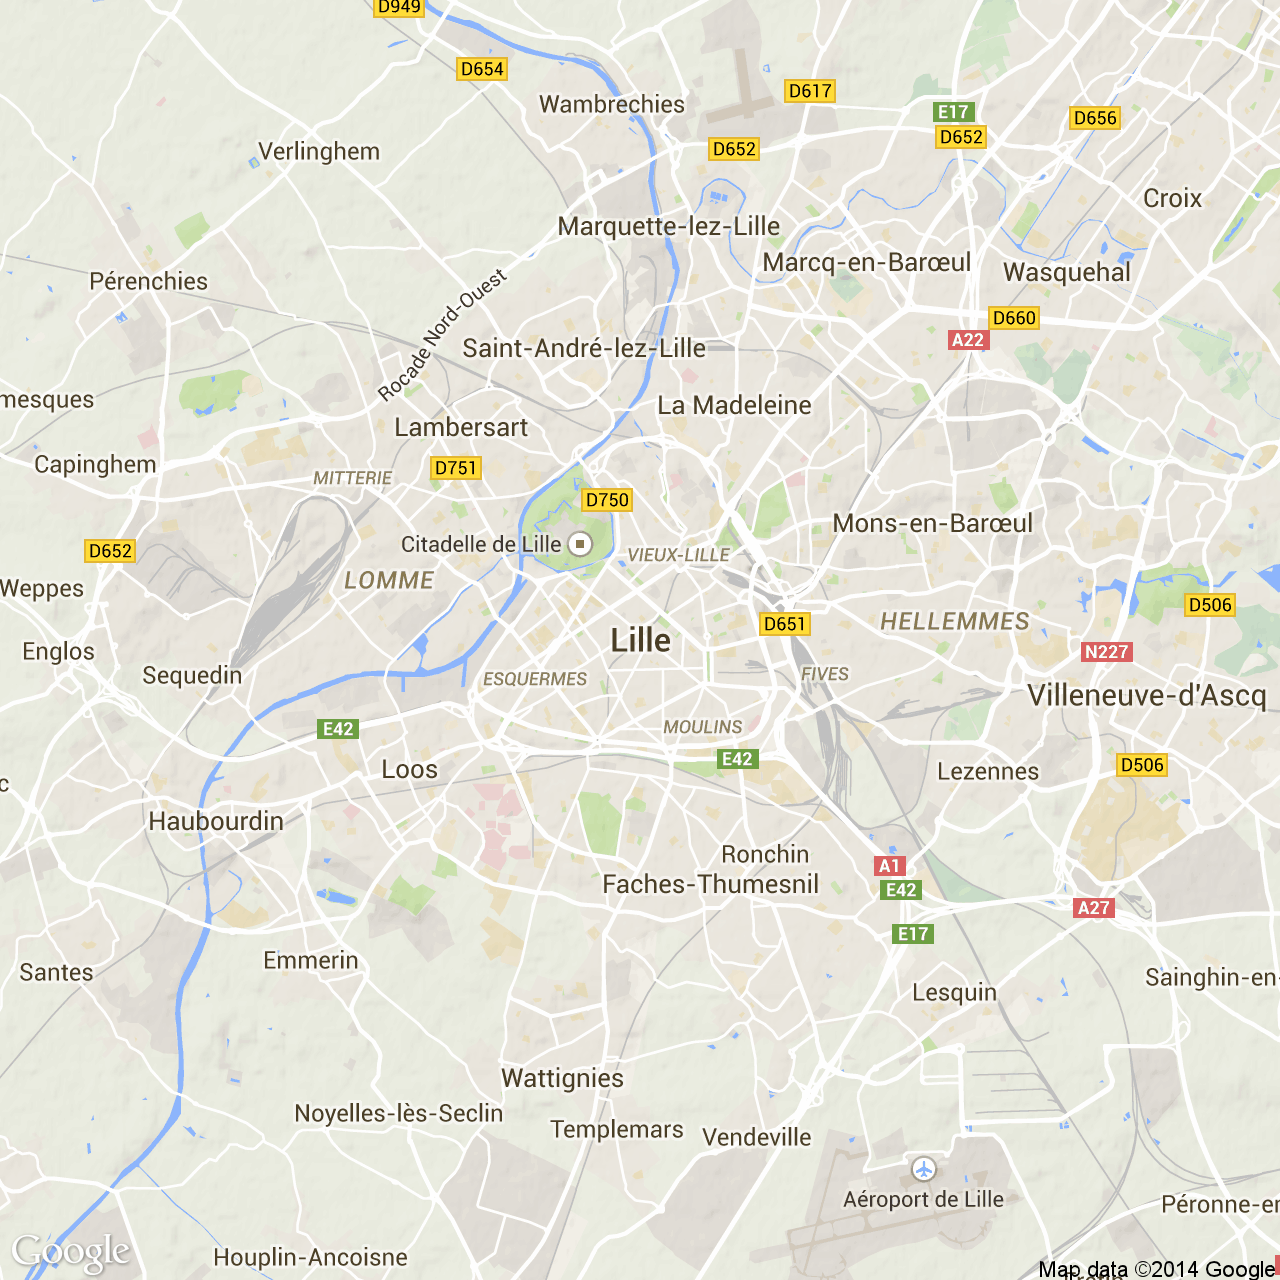 D949
D654
Wambrechies
D617
E17
D656
Verlinghem
D652
D652
Croix
Marquette-lez-Lille
Marcq-en-Barœul
Wasquehal
Pérenchies
Rocade Nord-Ouest
D660
A22
Saint-André-lez-Lille
mesques
La Madeleine
Lambersart
Capinghem
D751
MITTERIE
D750
Mons-en-Barœul
Citadelle de Lille
D652
VIEUX-LILLE
LOMME
Weppes
D506
D651
HELLEMMES
Lille
Englos
N227
Sequedin
ESQUERMES
FIVES
Villeneuve-d'Ascq
E42
MOULINS
E42
Loos
Lezennes
D506
c
Haubourdin
Ronchin
A1
Faches-Thumesnil
E42
A27
E17
Emmerin
Santes
Sainghin-en-
Lesquin
Wattignies
Noyelles-lès-Seclin
Templemars
Vendeville
Aéroport de Lille
Péronne-en
Google
Houplin-Ancoisne
Map data ©2014 Google